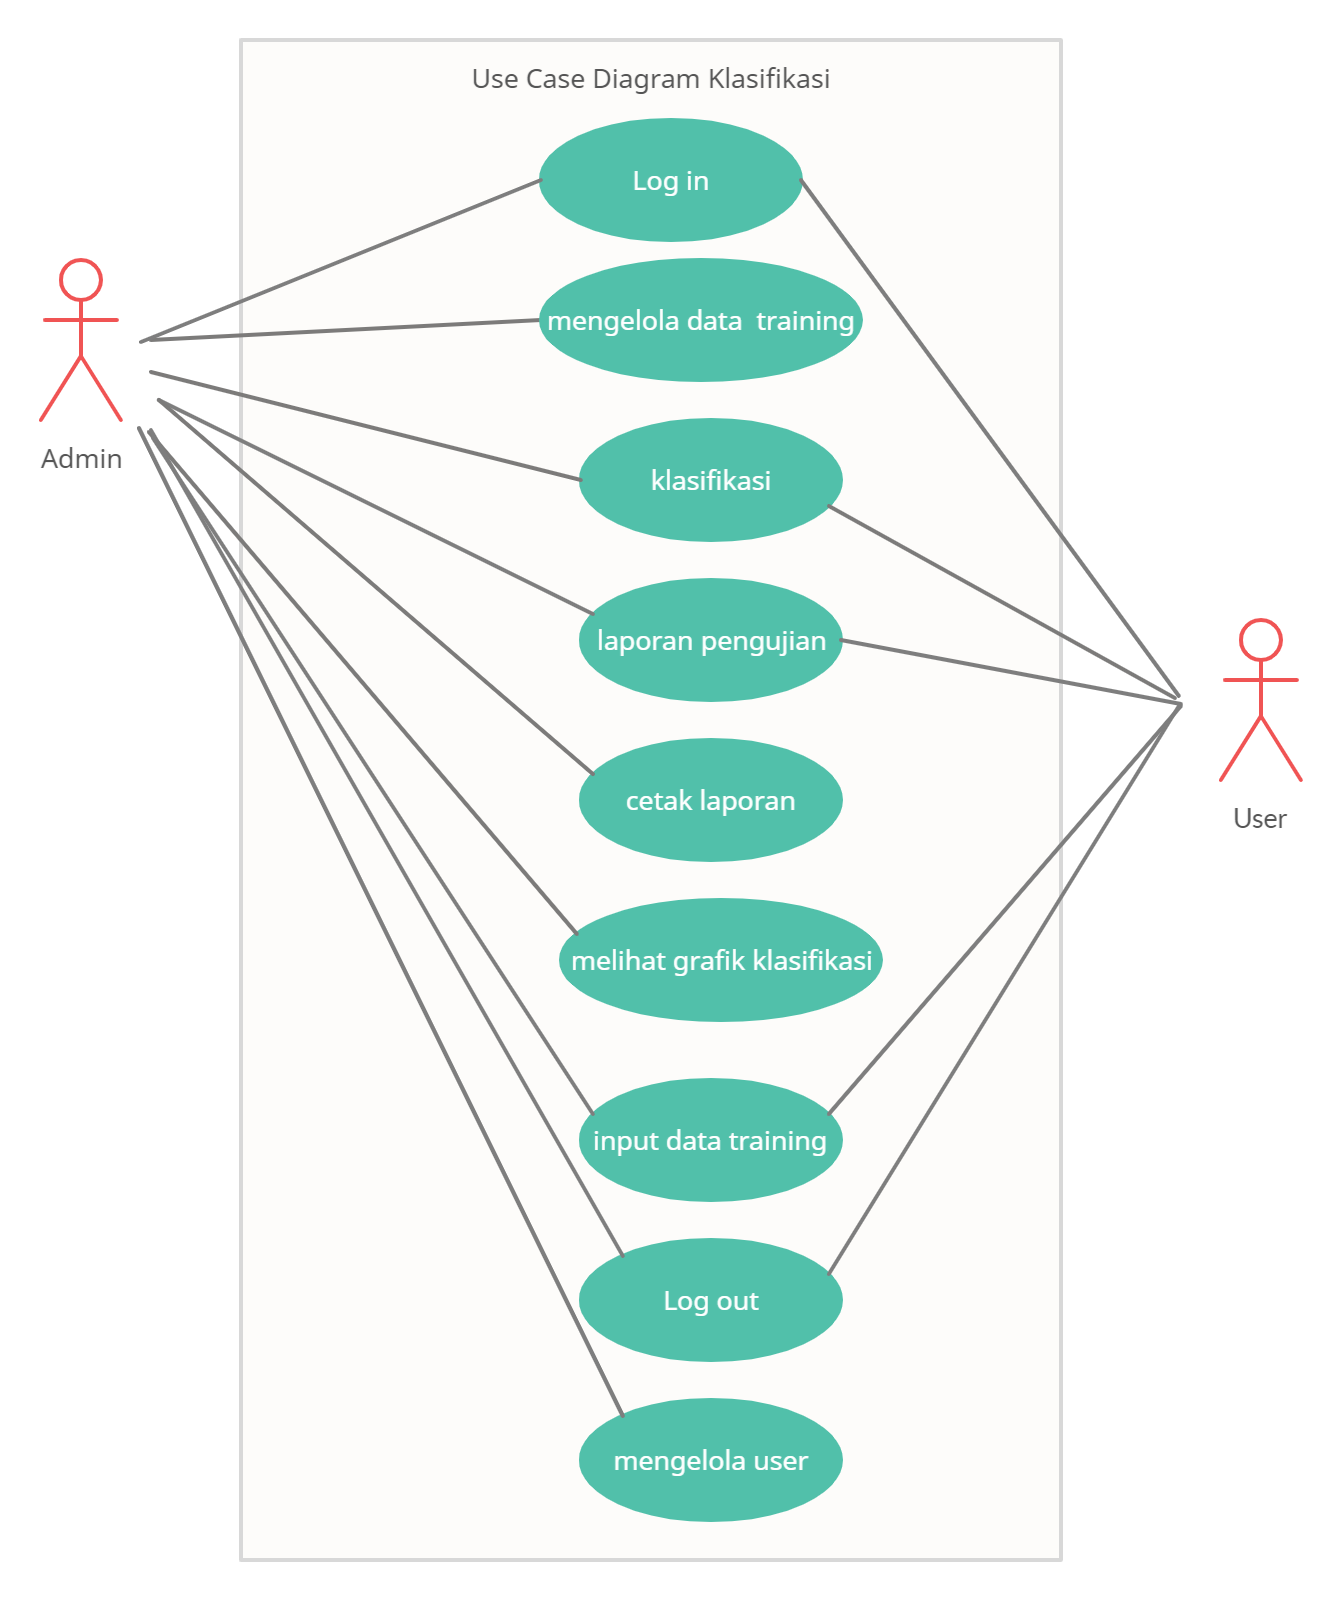 Use Case Diagram Klasifikasi
Log in
mengelola data  training
Admin
klasifikasi
laporan pengujian
cetak laporan
User
melihat grafik klasifikasi
input data training
Log out
mengelola user